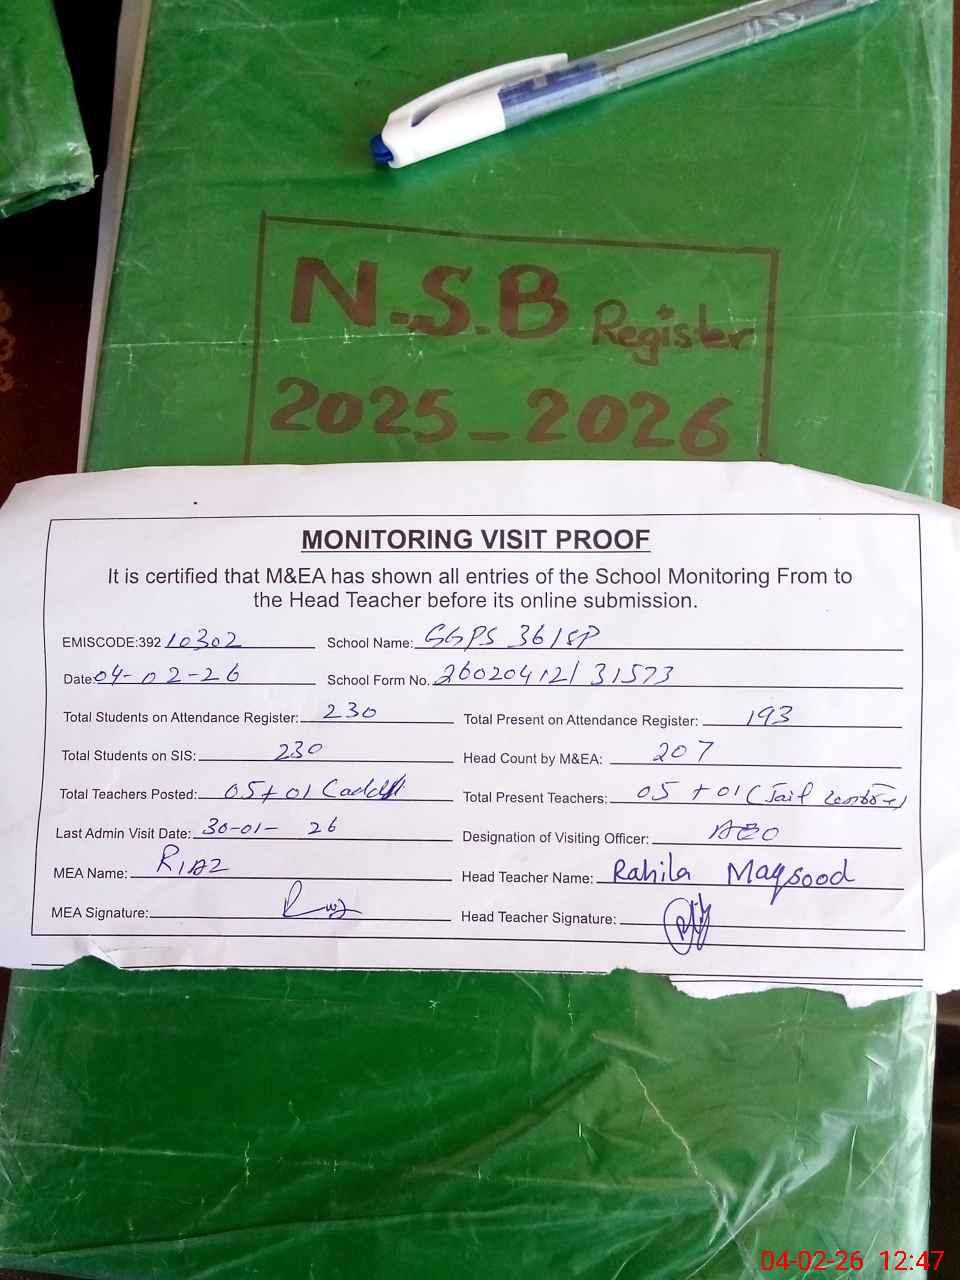 N.S.B Register
2025-2026
MONITORING VISIT PROOF
It is certified that M&EA has shown all entries of the School Monitoring From to
the Head Teacher before its online submission.
EMISCODE:392 10302 School Name: GGPS 36/SP
Date: 04-02-26 School Form No. 2602041213 1573
Total Students on Attendance Register: 230 Total Present on Attendance Register: 193
Total Students on SIS: 230 Head Count by M&EA: 207
Total Teachers Posted: 05+01 Total Present Teachers: 05 + 01
Last Admin Visit Date: 30-01-26 Designation of Visiting Officer: AEO
MEA Name: RIAZ Head Teacher Name: Rahila Maqsood
MEA Signature: Head Teacher Signature:
04-02-26 12:47